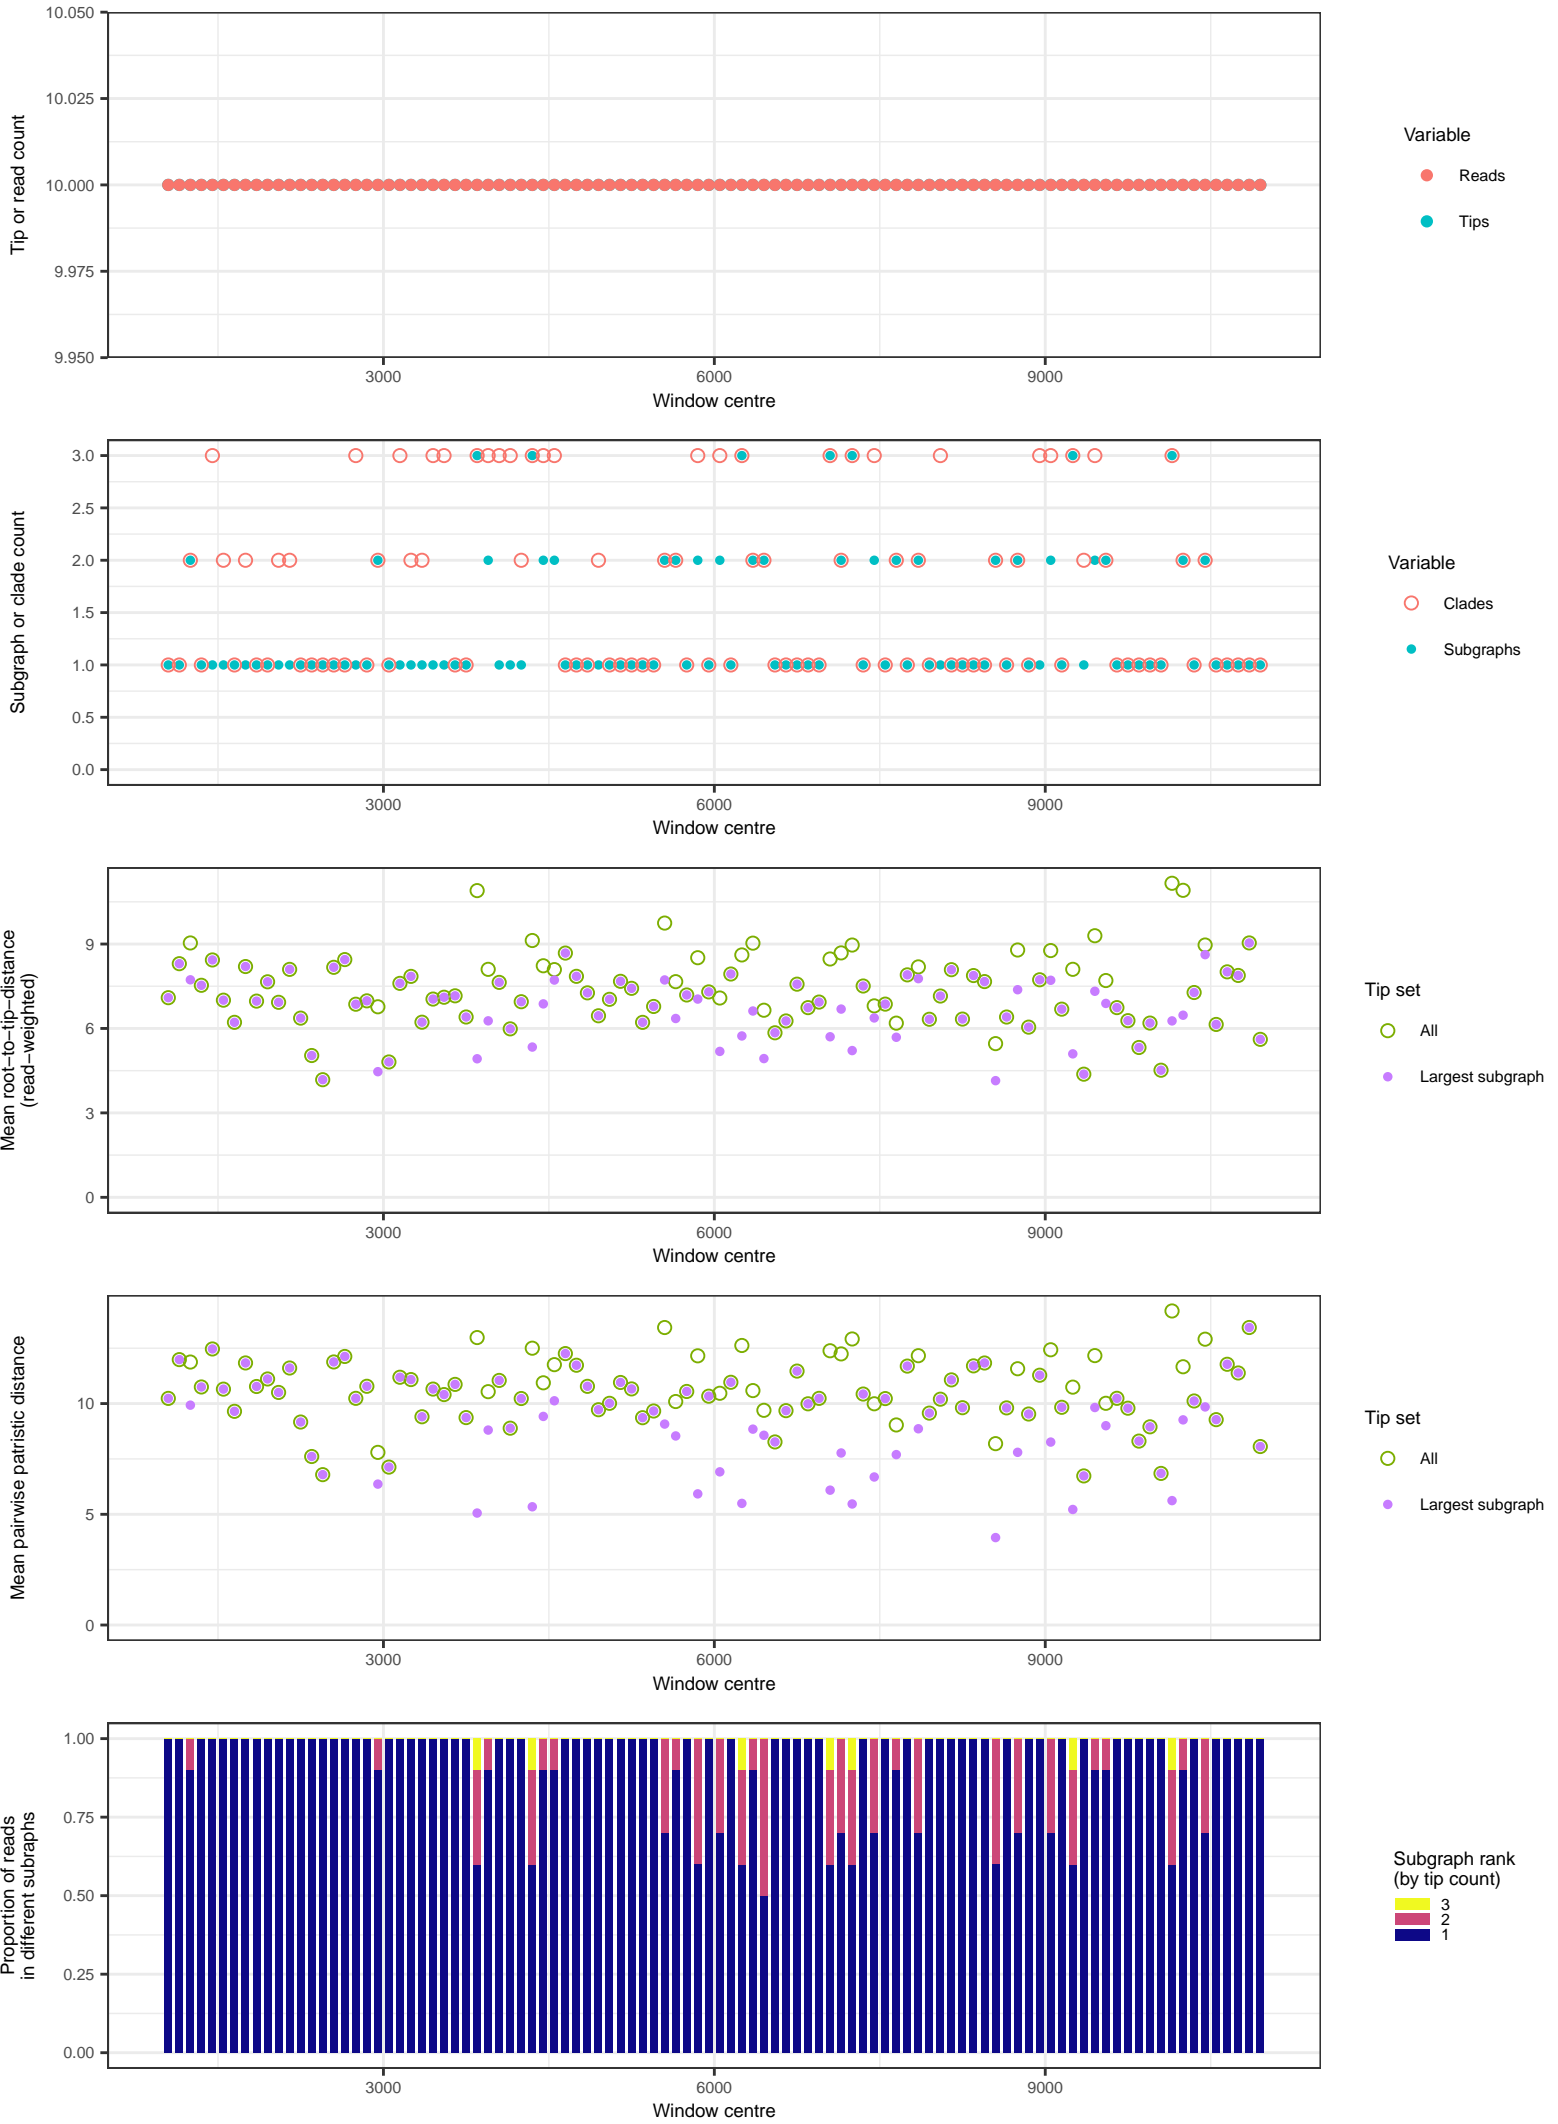 10.050
10.025
10.000
9.975
9.950
Tip or read count
3000
6000
9000
Window centre
Variable
Reads
Tips
3.0
2.5
2.0
1.5
1.0
0.5
0.0
Subgraph or clade count
3000
6000
9000
Window centre
Variable
Clades
Subgraphs
9
6
3
0
Mean root−to−tip−distance
(read−weighted)
3000
6000
9000
Window centre
Tip set
All
Largest subgraph
10
5
0
Mean pairwise patristic distance
3000
6000
9000
Window centre
Tip set
All
Largest subgraph
1.00
0.75
0.50
0.25
0.00
Proportion of reads
in different subraphs
3000
6000
9000
Window centre
Subgraph rank
(by tip count)
3
2
1